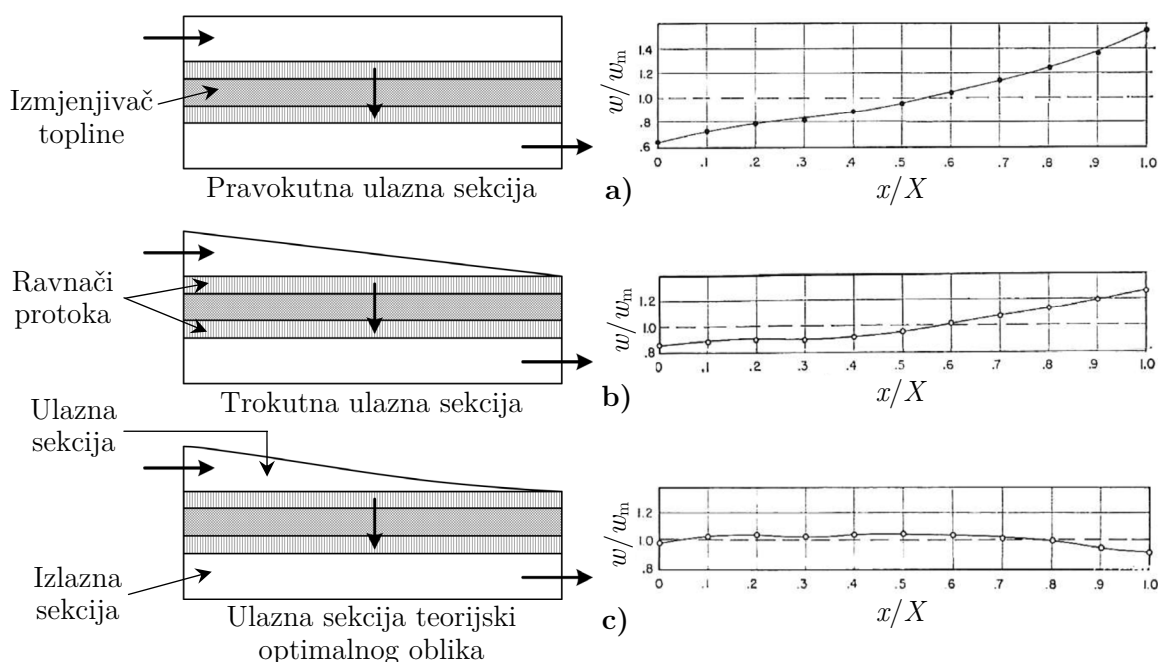 Izmjenjivač
topline
Pravokutna ulazna sekcija
a)
w/wm
1.4
1.2
1.0
.8
.6
0 .1 .2 .3 .4 .5 .6 .7 .8 .9 1.0
x/X
Ravnači
protoka
Trokutna ulazna sekcija
b)
w/wm
1.2
1.0
.8
0 .1 .2 .3 .4 .5 .6 .7 .8 .9 1.0
x/X
Ulazna
sekcija
Izlazna
sekcija
Ulazna sekcija teorijski
optimalnog oblika
c)
w/wm
1.2
1.0
.8
0 .1 .2 .3 .4 .5 .6 .7 .8 .9 1.0
x/X